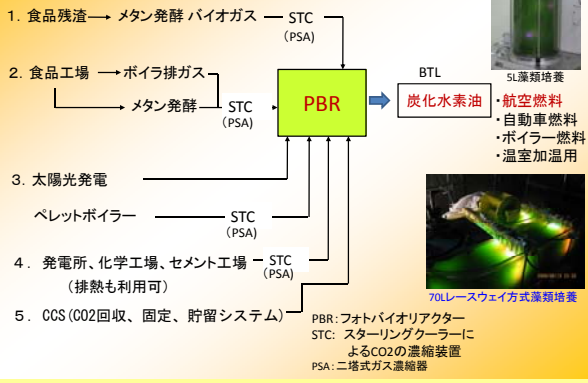 1. 食品残渣 メタン発酵 バイオガス STC
(PSA)
5L藻類培養
2. 食品工場 ボイラ排ガス
メタン発酵 STC
(PSA)
PBR
BTL
炭化水素油
・航空燃料
・自動車燃料
・ボイラー燃料
・温室加温用
3. 太陽光発電
ペレットボイラー STC
(PSA)
4. 発電所、化学工場、セメント工場 STC
(PSA)
(排熱も利用可)
70Lレースウェイ方式藻類培養
5. CCS(CO2回収、固定、貯留システム)
PBR:フォトバイオリアクター
STC: スターリングクーラーに
よるCO2の濃縮装置
PSA:二塔式ガス濃縮器